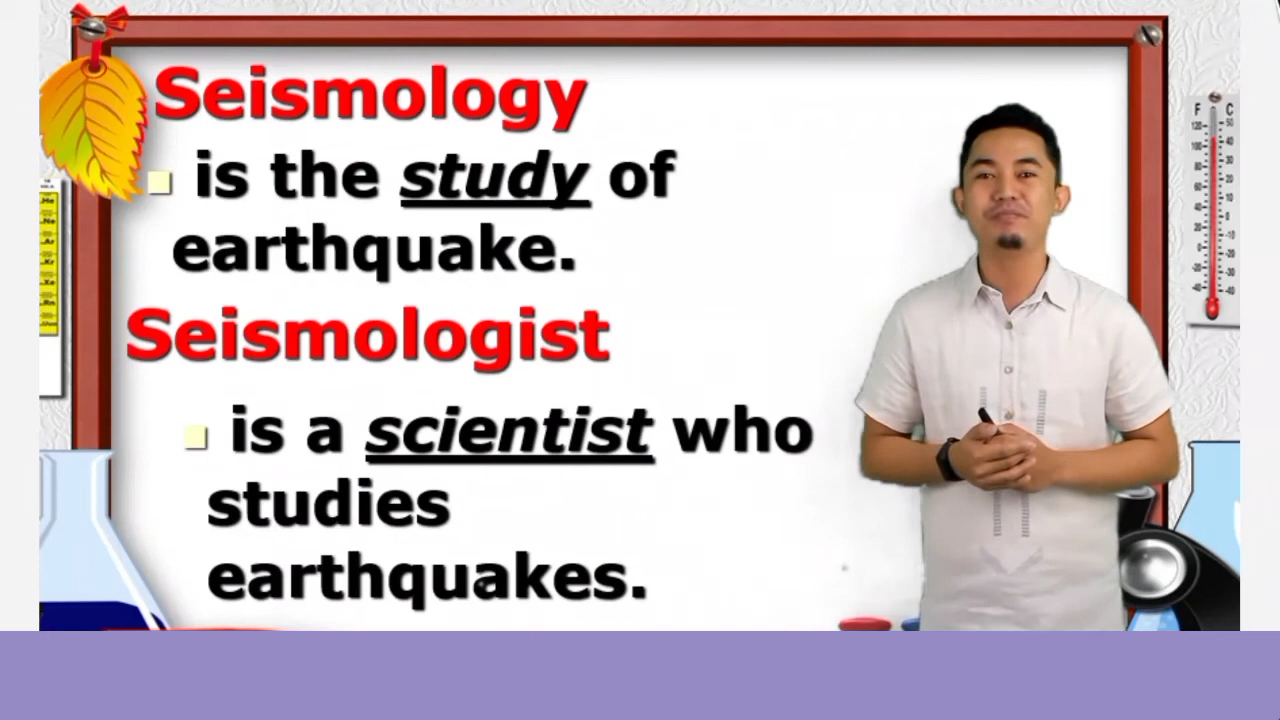 Seismology
is the study of
earthquake.
Seismologist
is a scientist who
studies
earthquakes.
F C